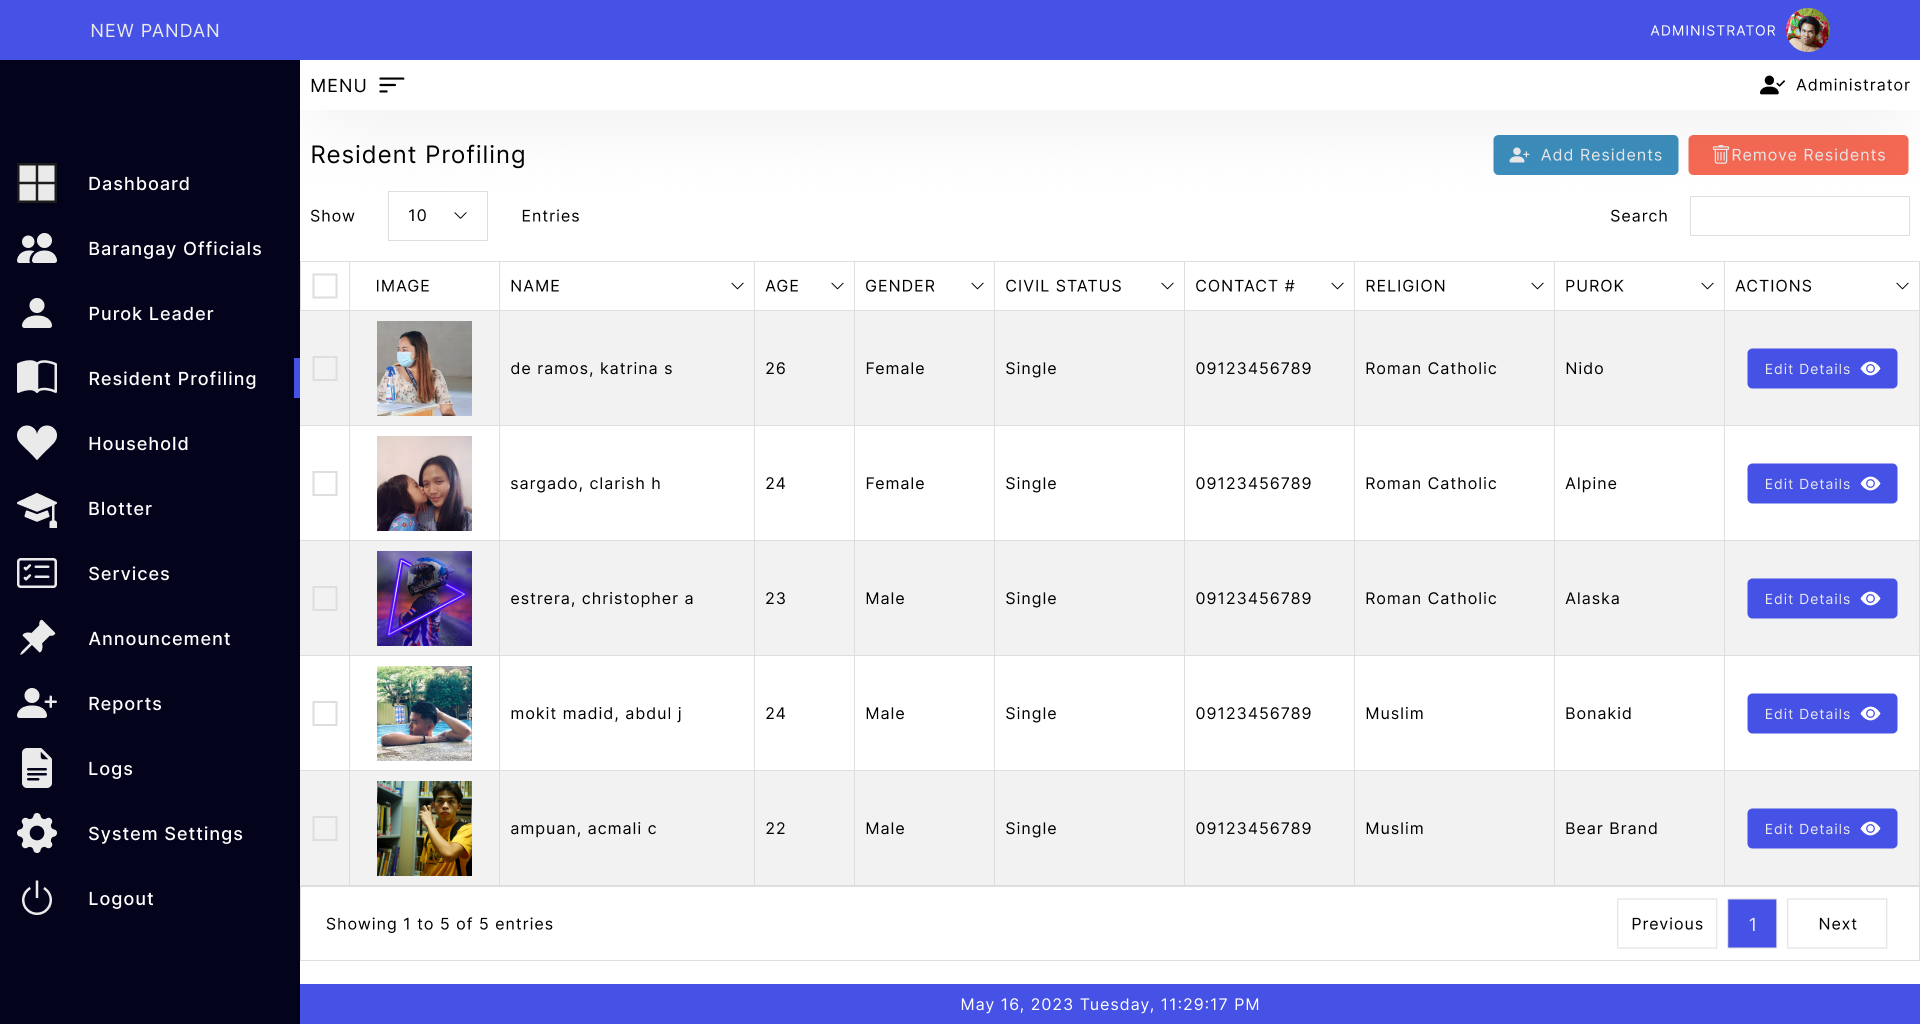 NEW PANDAN
ADMINISTRATOR
MENU
Administrator
Dashboard
Barangay Officials
Purok Leader
Resident Profiling
Household
Blotter
Services
Announcement
Reports
Logs
System Settings
Logout
Resident Profiling
Add Residents
Remove Residents
Show 10 Entries
Search
IMAGE NAME AGE GENDER CIVIL STATUS CONTACT # RELIGION PUROK ACTIONS
de ramos, katrina s 26 Female Single 09123456789 Roman Catholic Nido Edit Details
sargado, clarish h 24 Female Single 09123456789 Roman Catholic Alpine Edit Details
estrera, christopher a 23 Male Single 09123456789 Roman Catholic Alaska Edit Details
mokit madid, abdul j 24 Male Single 09123456789 Muslim Bonakid Edit Details
ampuan, acmali c 22 Male Single 09123456789 Muslim Bear Brand Edit Details
Showing 1 to 5 of 5 entries
Previous 1 Next
May 16, 2023 Tuesday, 11:29:17 PM